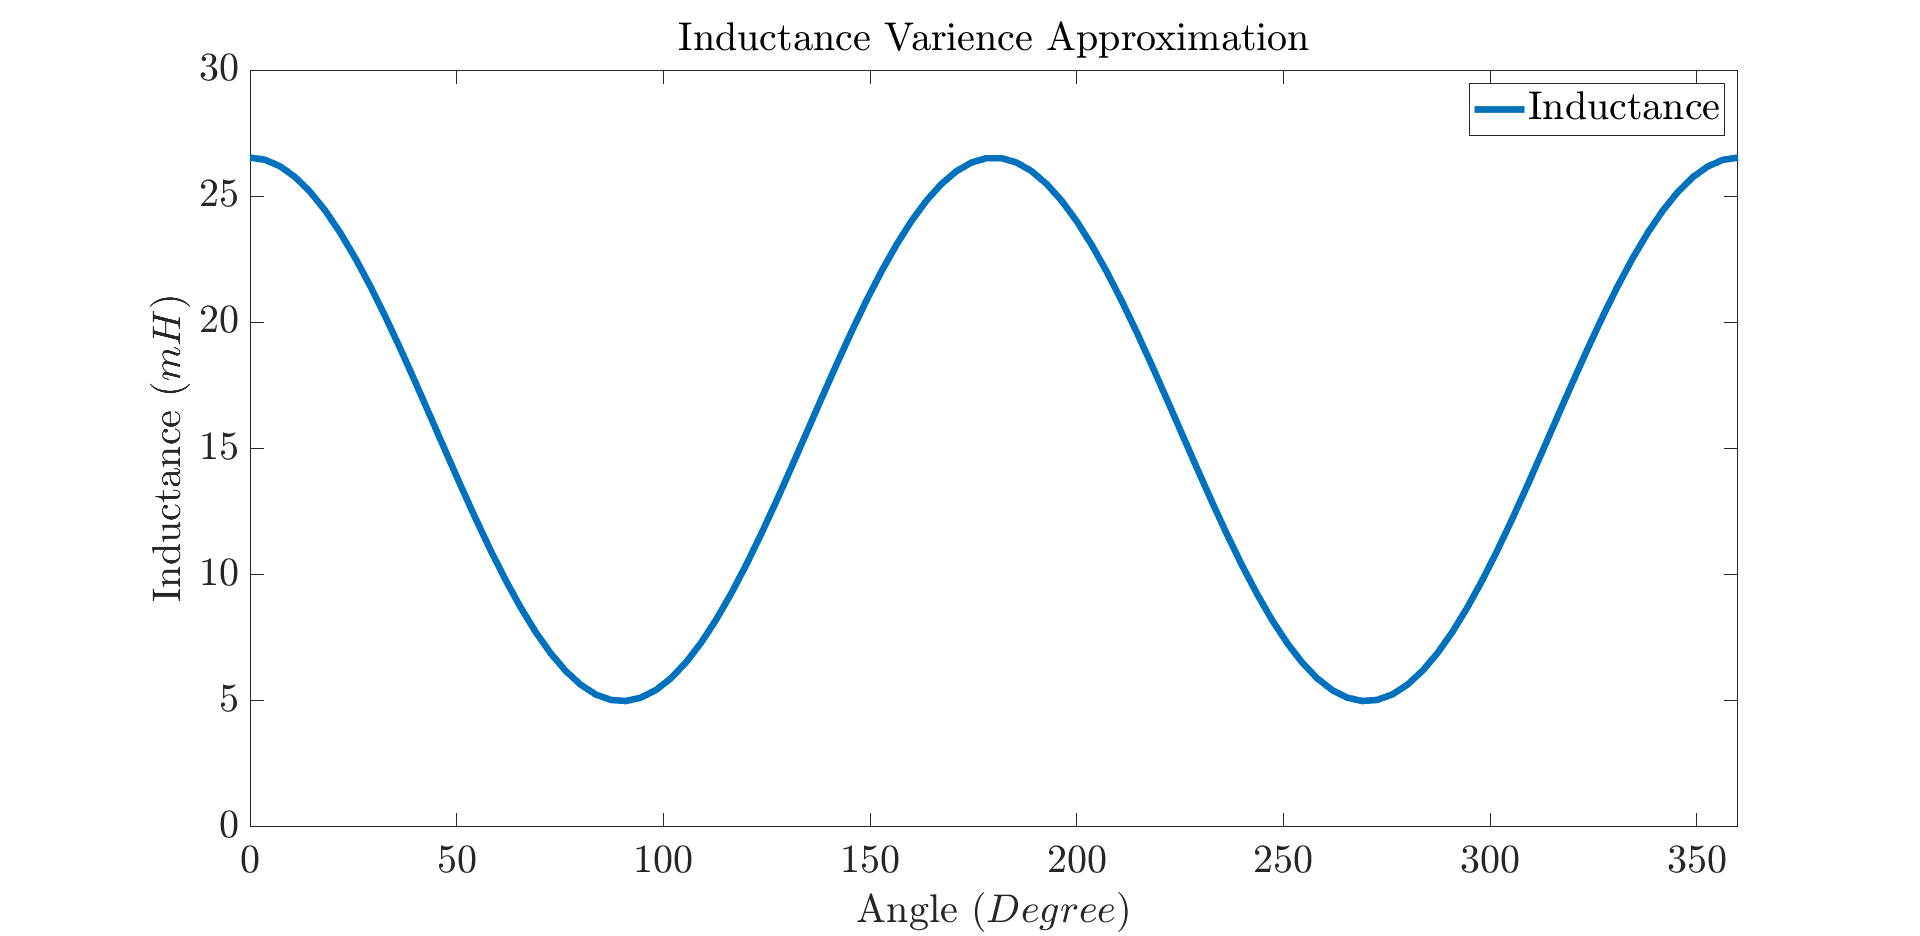 Inductance Varience Approximation
30
25
20
15
10
5
0
Inductance (mH)
Inductance
0 50 100 150 200 250 300 350
Angle (Degree)